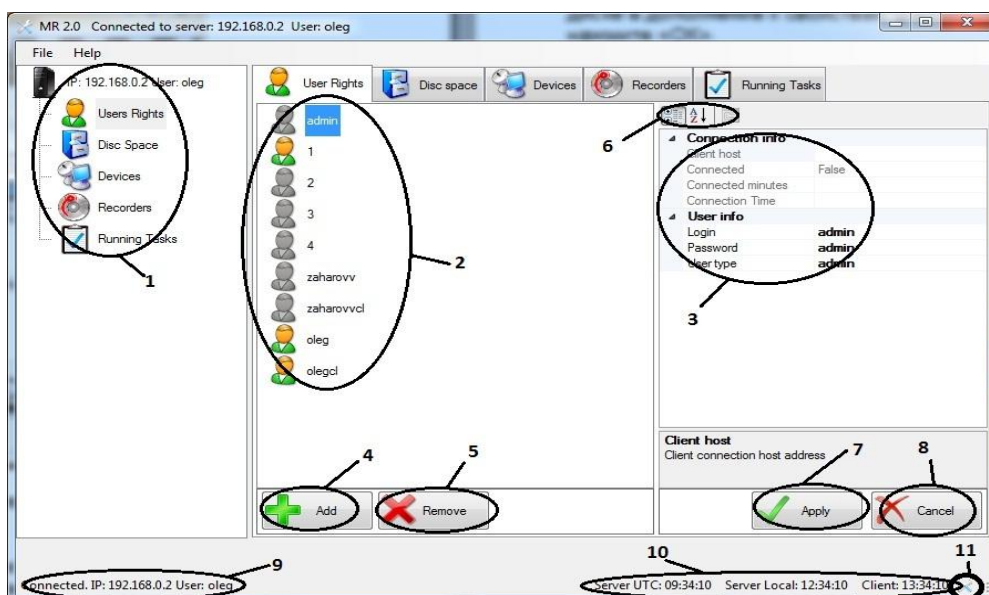 MR 2.0 Connected to server: 192.168.0.2 User: oleg
File Help
IP: 192.168.0.2 User: oleg
Users Rights
Disc Space
Devices
Recorders
Running Tasks
1
User Rights Disc space Devices Recorders Running Tasks
admin
1
2
3
4
zaharovv
zaharovvcl
oleg
olegcl
2
6
Connection info
Client host
Connected False
Connected minutes
Connection Time
User info
Login admin
Password admin
User type admin
3
Client host
Client connection host address
4
5
7
8
Add
Remove
Apply
Cancel
9
10
11
Connected. IP: 192.168.0.2 User: oleg
Server UTC: 09:34:10 Server Local: 12:34:10 Client: 13:34:10